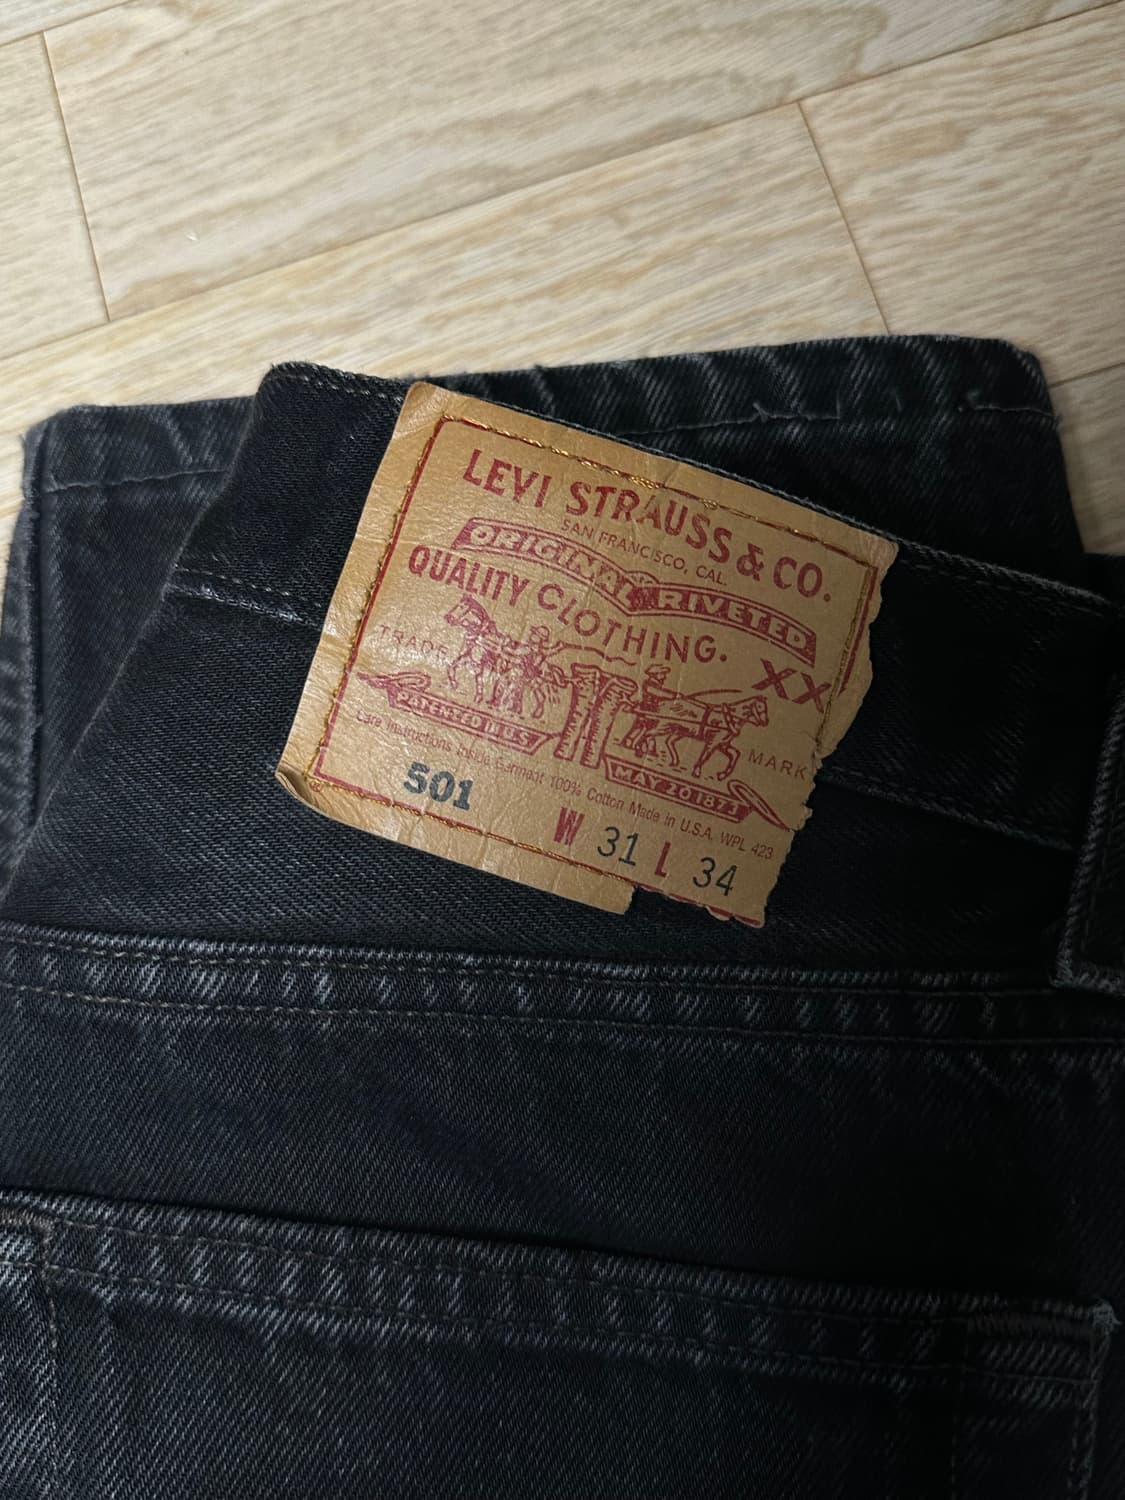 LEVI STRAUSS & CO.
SAN FRANCISCO, CAL.
ORIGINAL RIVETED
QUALITY CLOTHING.
XX
TRADE MARK
PATENTED IN U.S.
MAY 20 1873
Care Instructions Inside Garment 100% Cotton Made in U.S.A. WPL 423
501 W 31 L 34